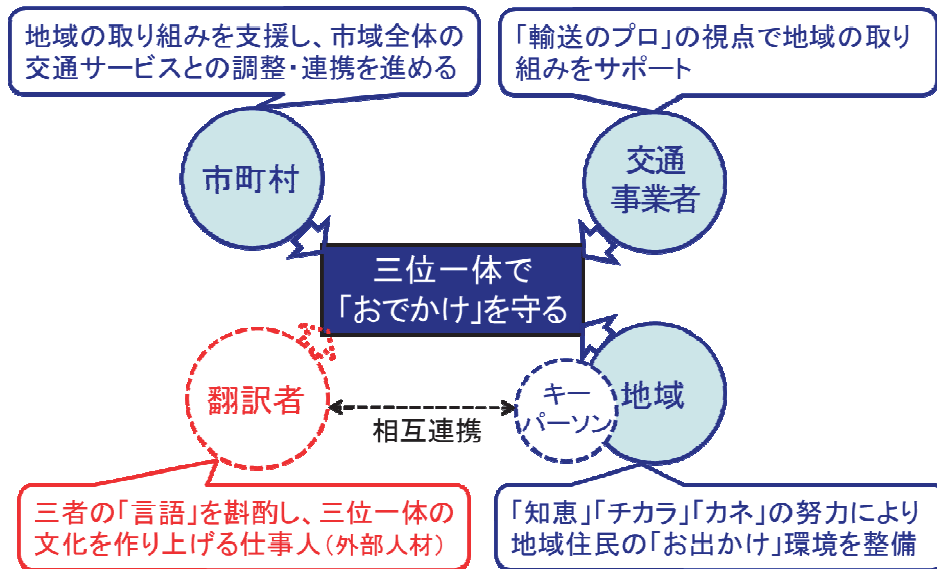 地域の取り組みを支援し、市域全体の
交通サービスとの調整・連携を進める
「輸送のプロ」の視点で地域の取り
組みをサポート
市町村
交通
事業者
三位一体で
「おでかけ」を守る
翻訳者
相互連携
キー
パーソン
地域
三者の「言語」を斟酌し、三位一体の
文化を作り上げる仕事人（外部人材）
「知恵」「チカラ」「カネ」の努力により
地域住民の「お出かけ」環境を整備